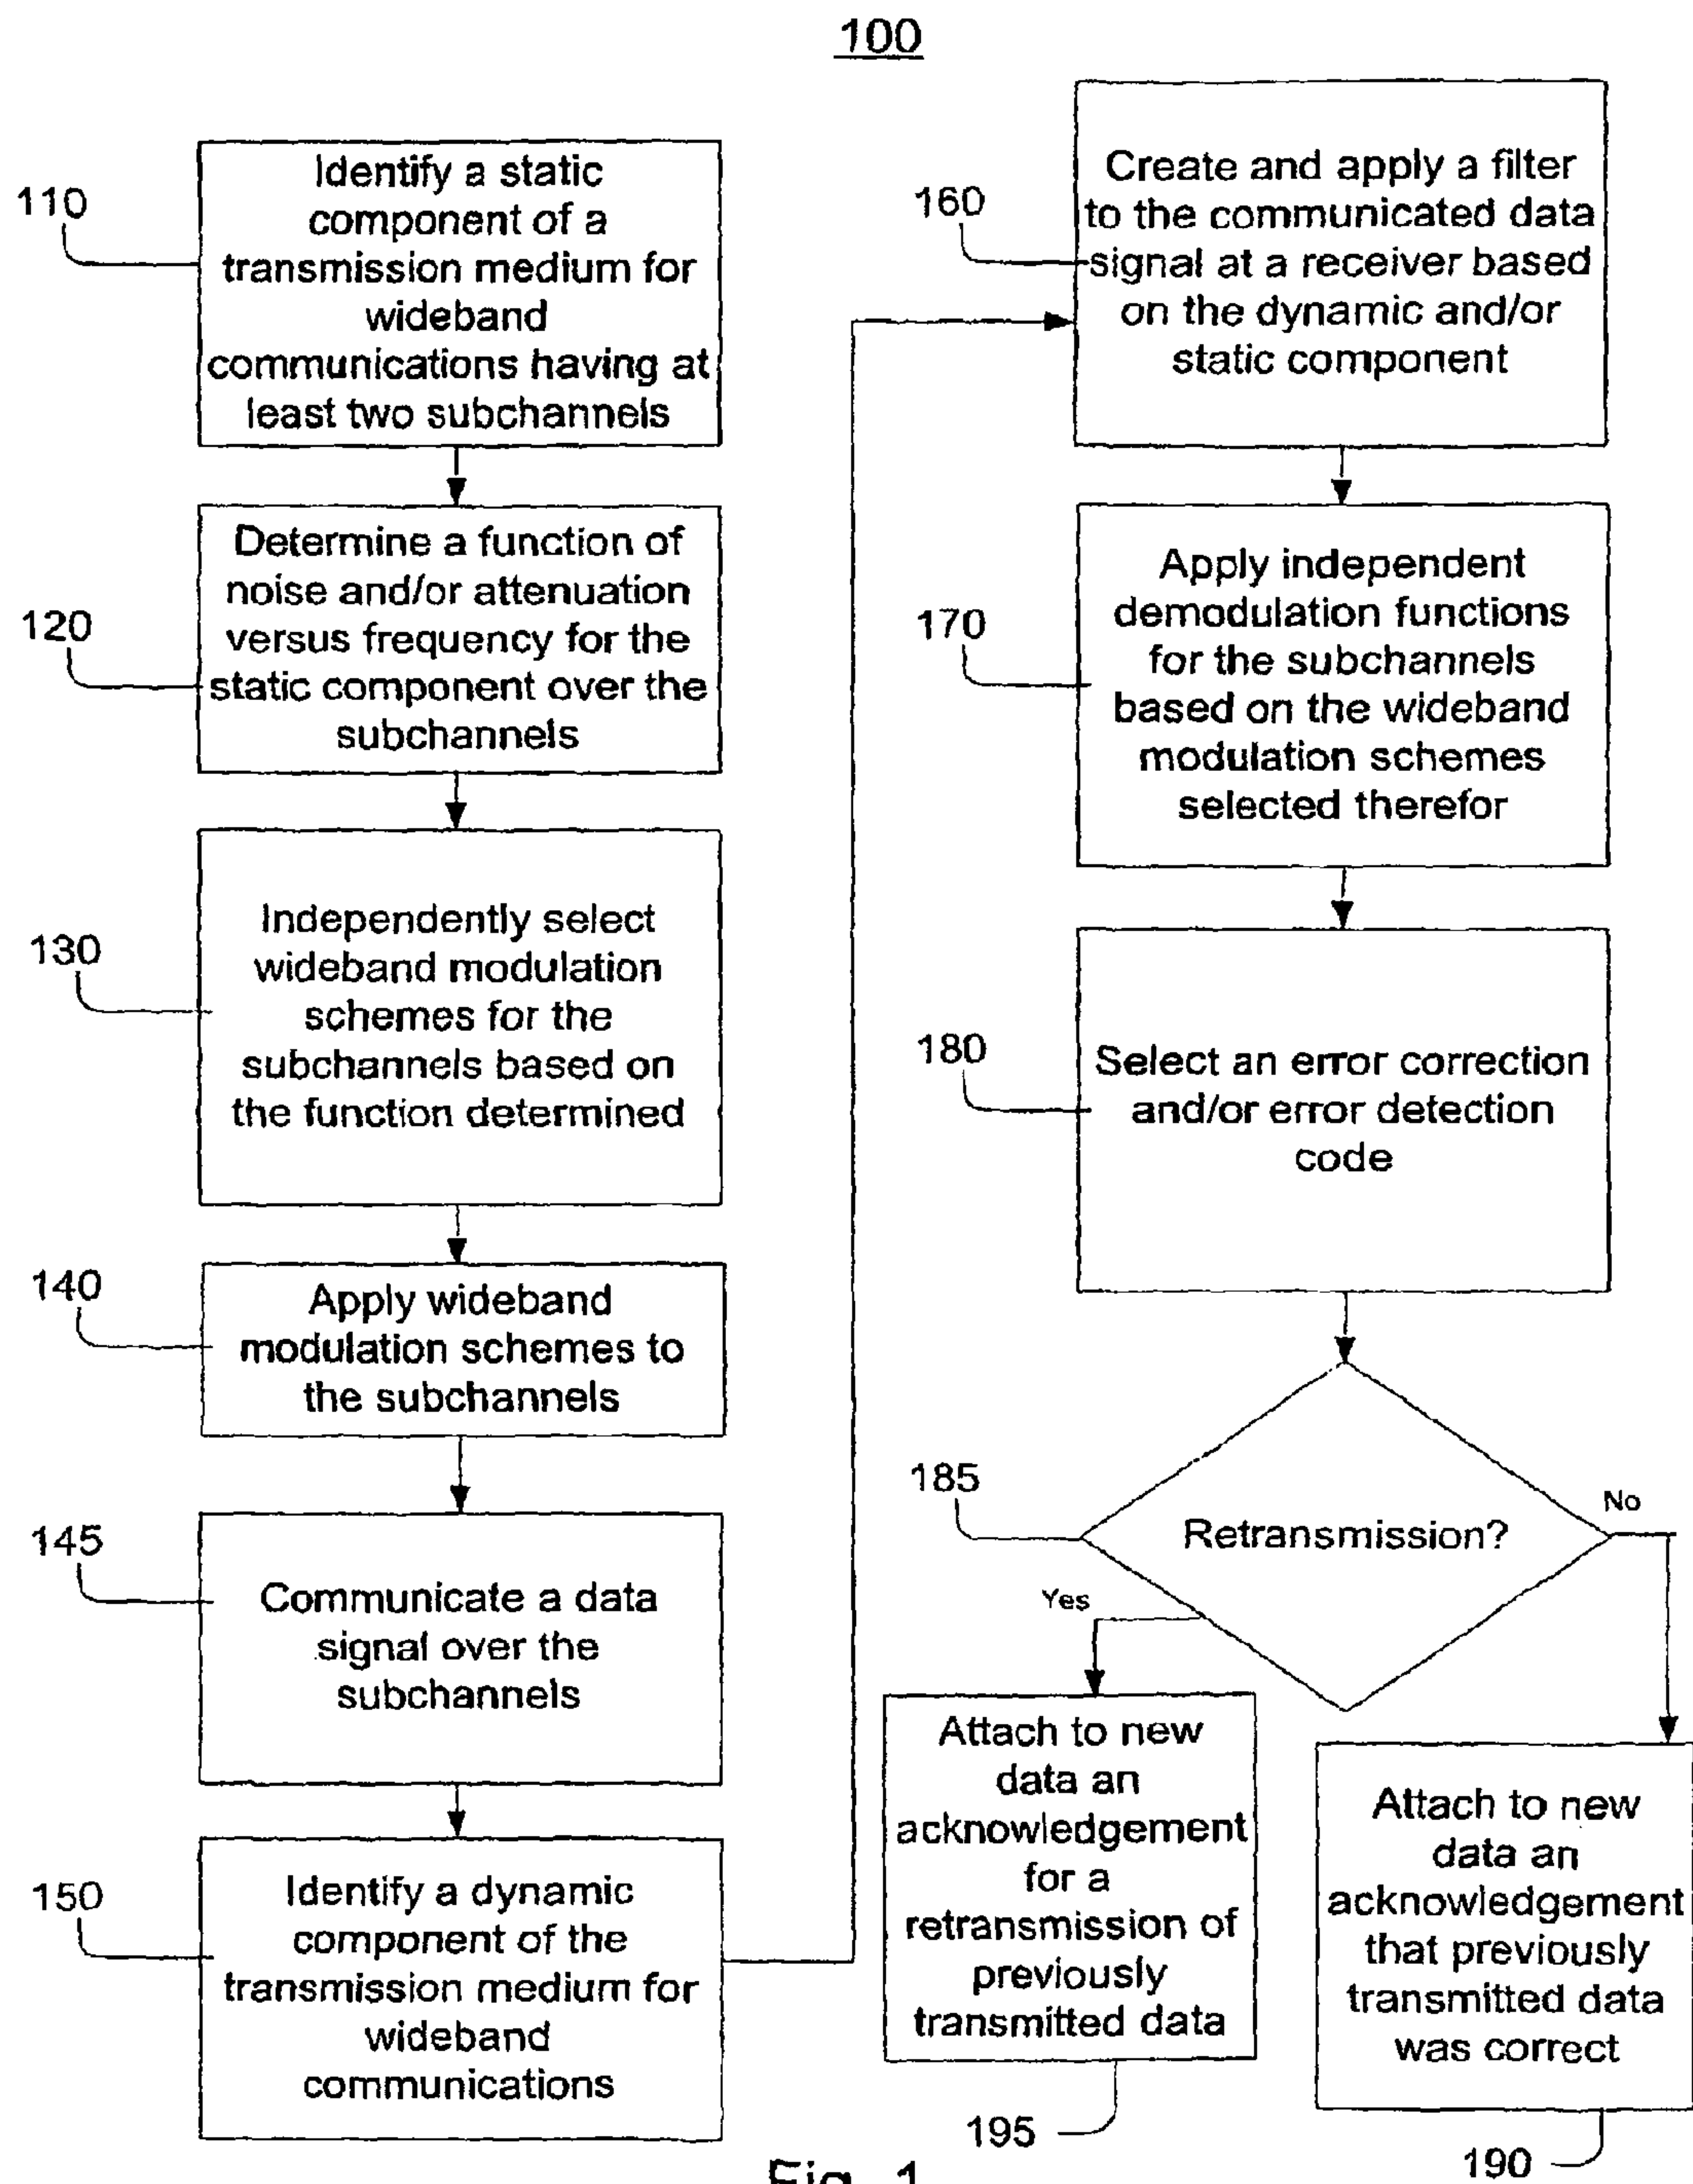 100
110
Identify a static
component of a
transmission medium for
wideband
communications having at
least two subchannels
120
Determine a function of
noise and/or attenuation
versus frequency for the
static component over the
subchannels
130
Independently select
wideband modulation
schemes for the
subchannels based on
the function determined
140
Apply wideband
modulation schemes to
the subchannels
145
Communicate a data
signal over the
subchannels
150
Identify a dynamic
component of the
transmission medium for
wideband
communications
160
Create and apply a filter
to the communicated data
signal at a receiver based
on the dynamic and/or
static component
170
Apply independent
demodulation functions
for the subchannels
based on the wideband
modulation schemes
selected therefor
180
Select an error correction
and/or error detection
code
185
Retransmission?
No
Yes
Attach to new
data an
acknowledgement
for a
retransmission of
previously
transmitted data
195
Attach to new
data an
acknowledgement
that previously
transmitted data
was correct
190
Fig. 1